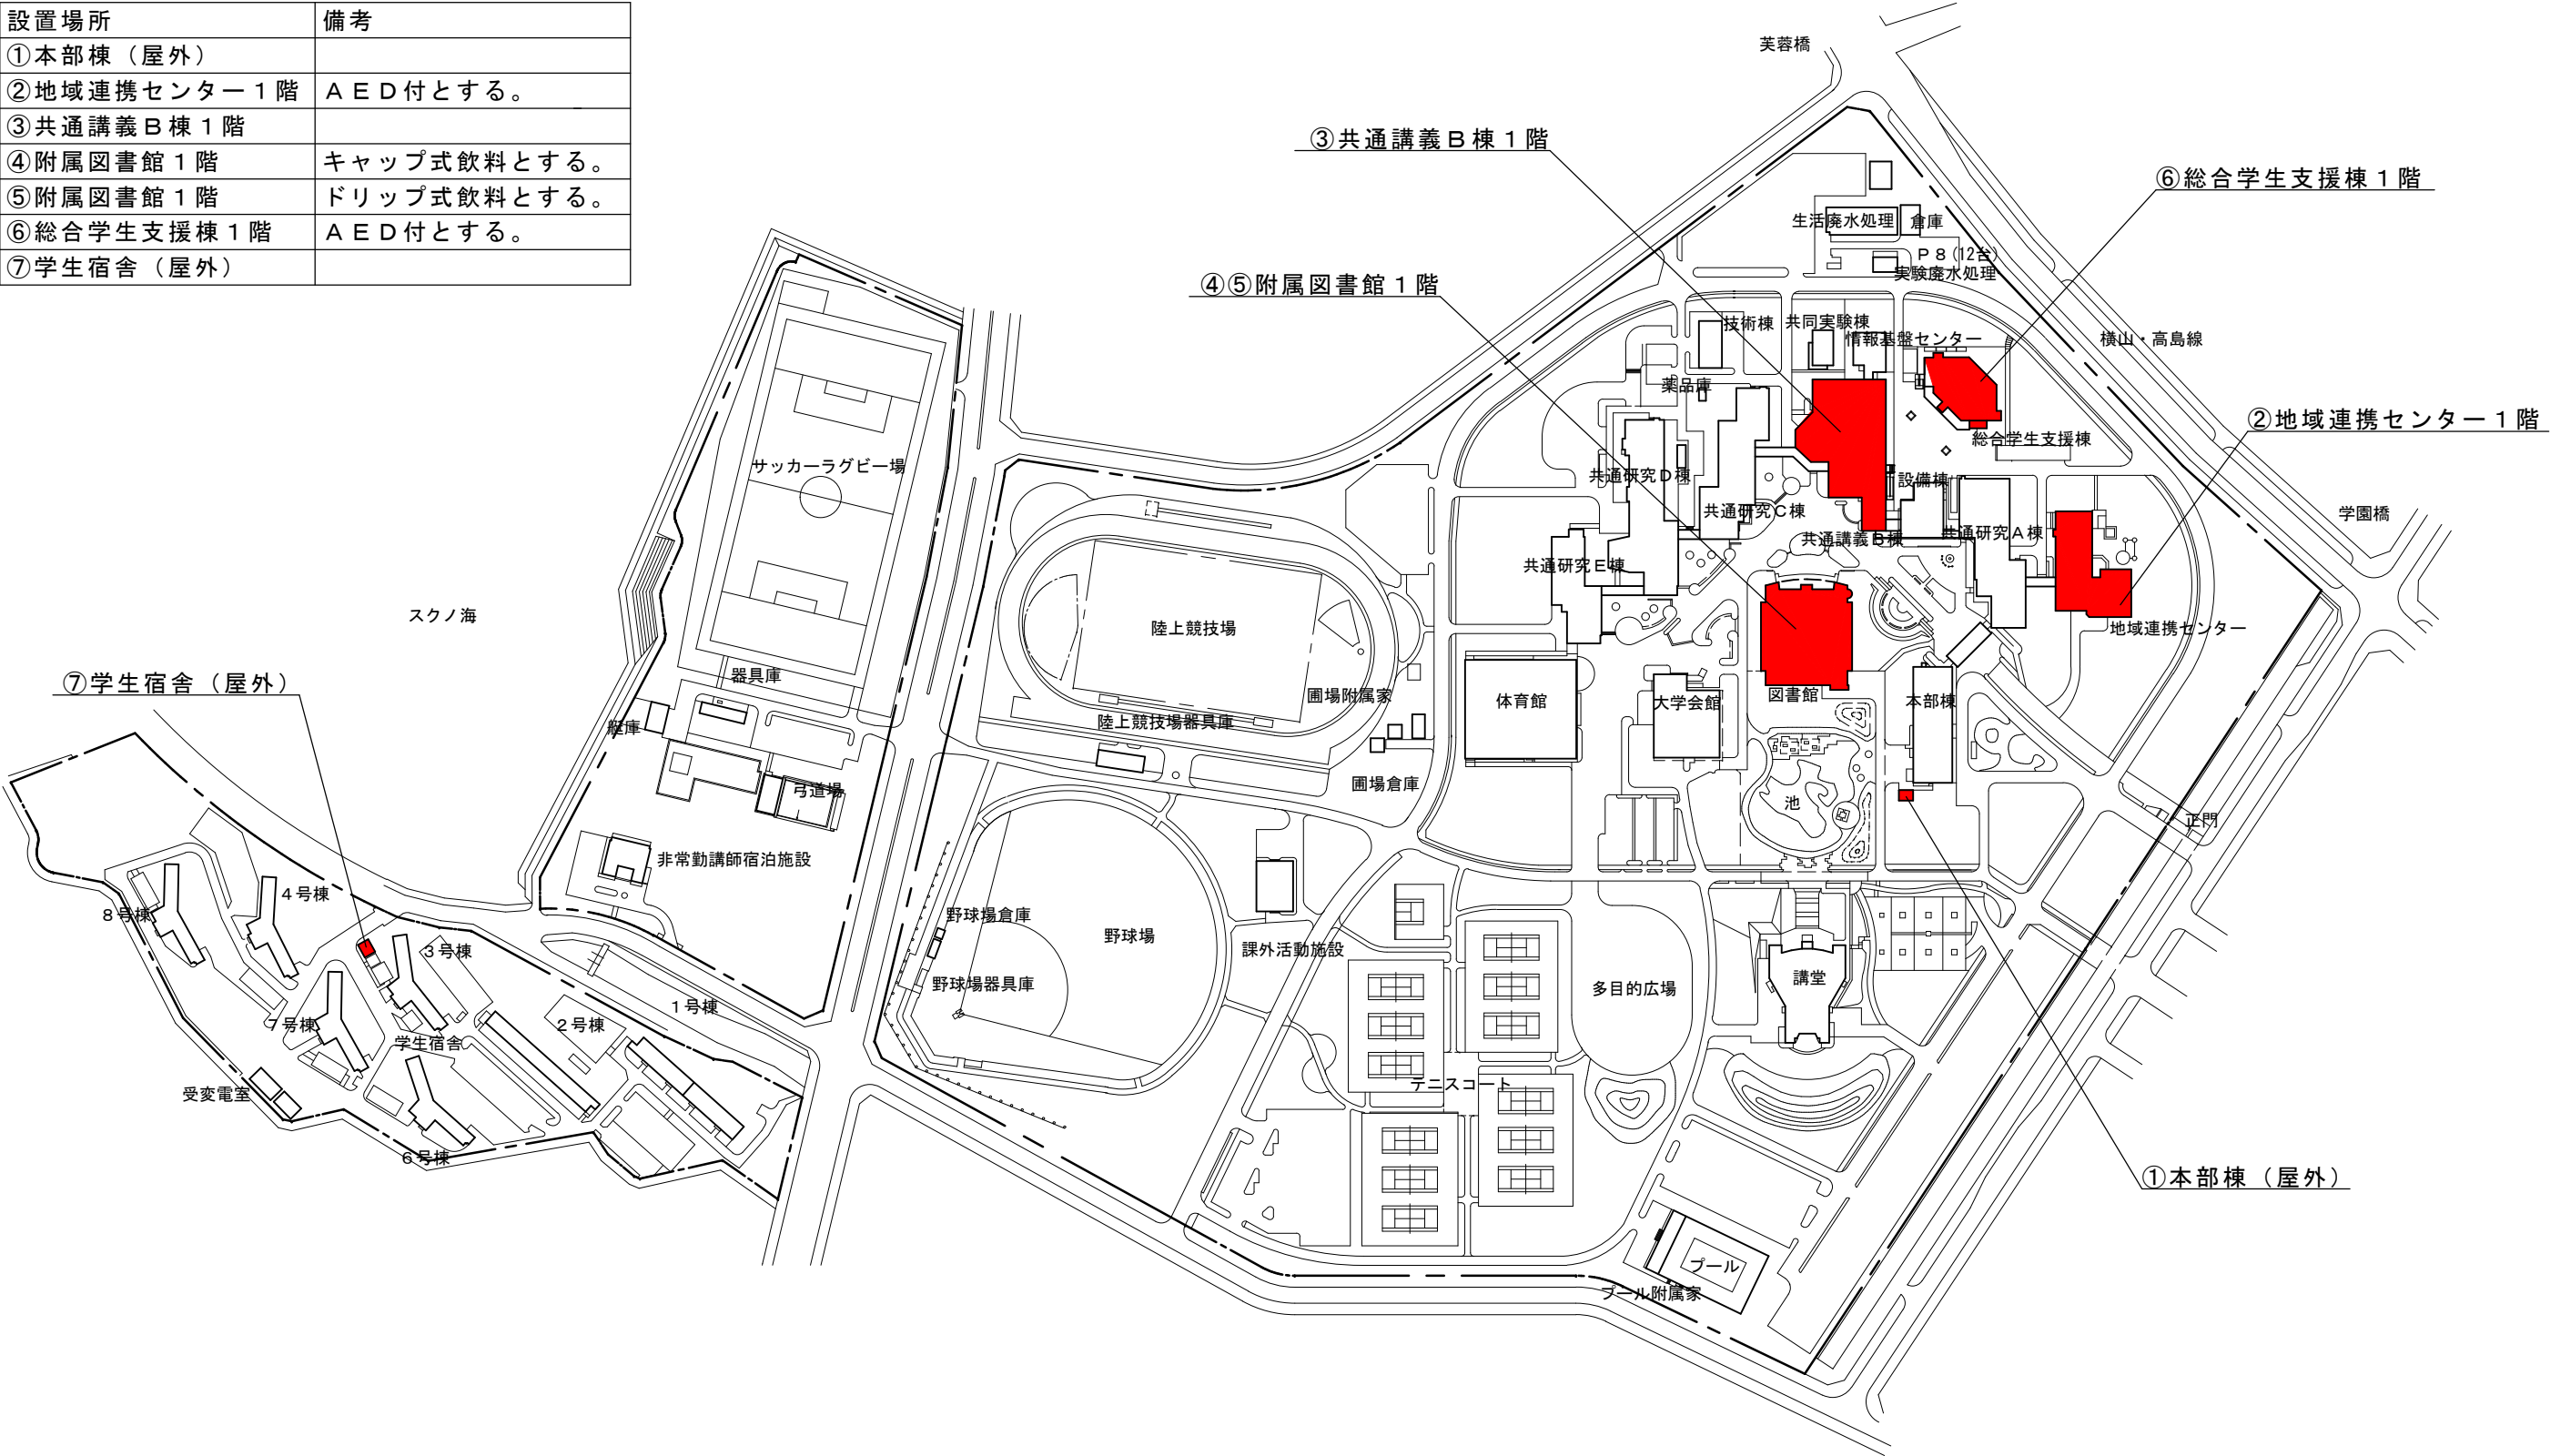 設置場所 備考
①本部棟（屋外）
②地域連携センター１階 ＡＥＤ付とする。
③共通講義Ｂ棟１階
④附属図書館１階 キャップ式飲料とする。
⑤附属図書館１階 ドリップ式飲料とする。
⑥総合学生支援棟１階 ＡＥＤ付とする。
⑦学生宿舎（屋外）
芙蓉橋
③共通講義Ｂ棟１階
⑥総合学生支援棟１階
生活廃水処理 倉庫
Ｐ８(12台)
実験廃水処理
④⑤附属図書館１階
技術棟 共同実験棟
情報基盤センター
横山・高島線
薬品庫
②地域連携センター１階
総合学生支援棟
サッカーラグビー場
共通研究Ｄ棟
設備棟
共通研究Ｃ棟
学園橋
共通講義Ｂ棟
共通研究Ａ棟
共通研究Ｅ棟
スクノ海
陸上競技場
地域連携センター
器具庫
⑦学生宿舎（屋外）
圃場附属家
体育館
大学会館
図書館
本部棟
陸上競技場器具庫
艇庫
圃場倉庫
弓道場
池
正門
非常勤講師宿泊施設
４号棟
８号棟
野球場倉庫
野球場
３号棟
課外活動施設
講堂
野球場器具庫
多目的広場
１号棟
７号棟
２号棟
学生宿舎
テニスコート
受変電室
６号棟
①本部棟（屋外）
プール
プール附属家